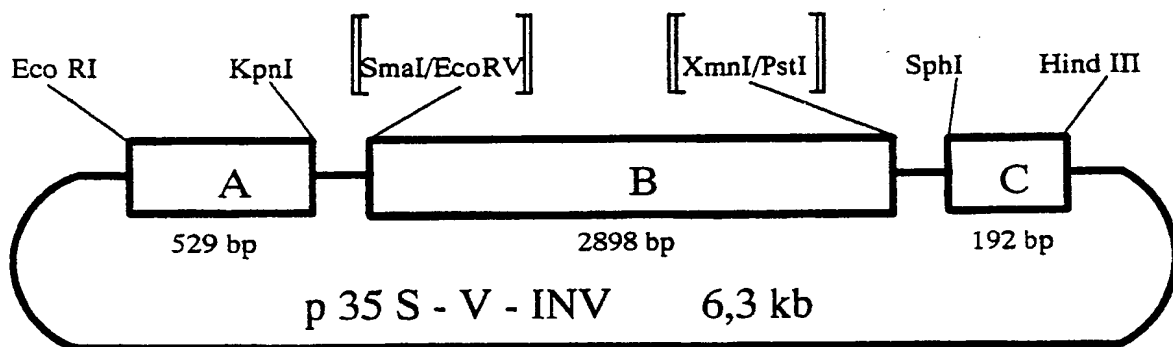 Eco RI
KpnI
SmaI/EcoRV
XmnI/PstI
SphI
Hind III
A
B
C
529 bp
2898 bp
192 bp
p 35 S - V - INV 6,3 kb